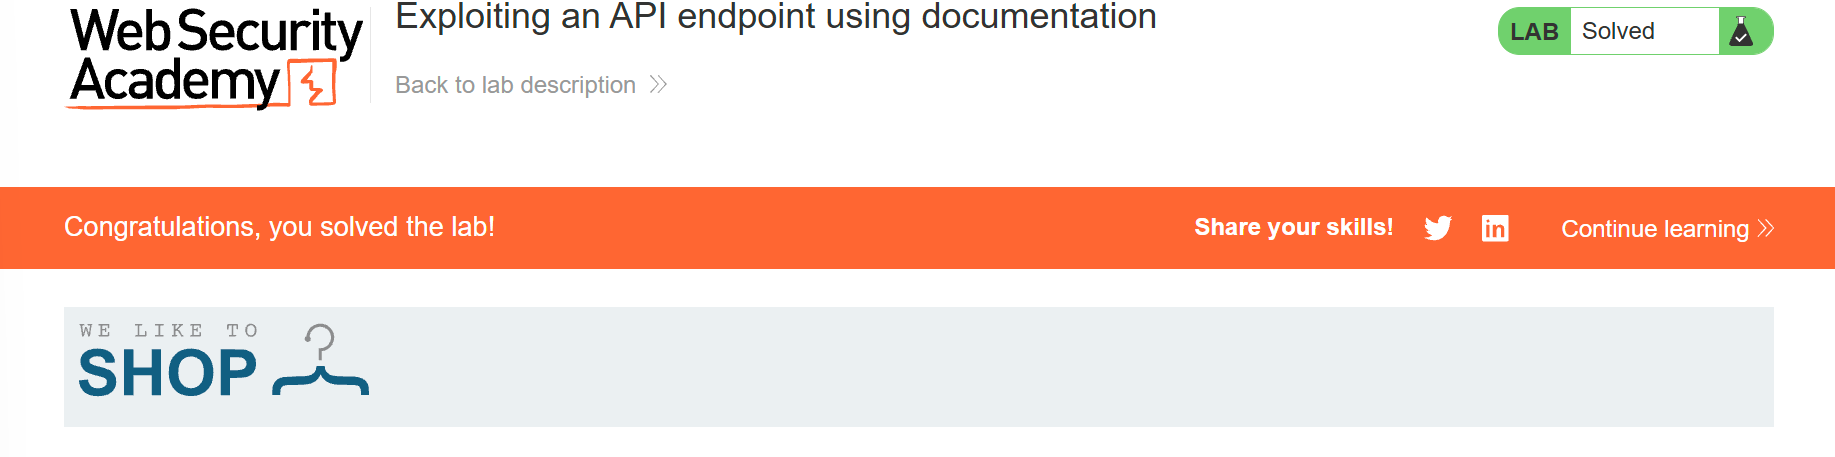 Web Security
Academy
Exploiting an API endpoint using documentation
Back to lab description
LAB Solved
Congratulations, you solved the lab!
Share your skills!
Continue learning
WE LIKE TO
SHOP